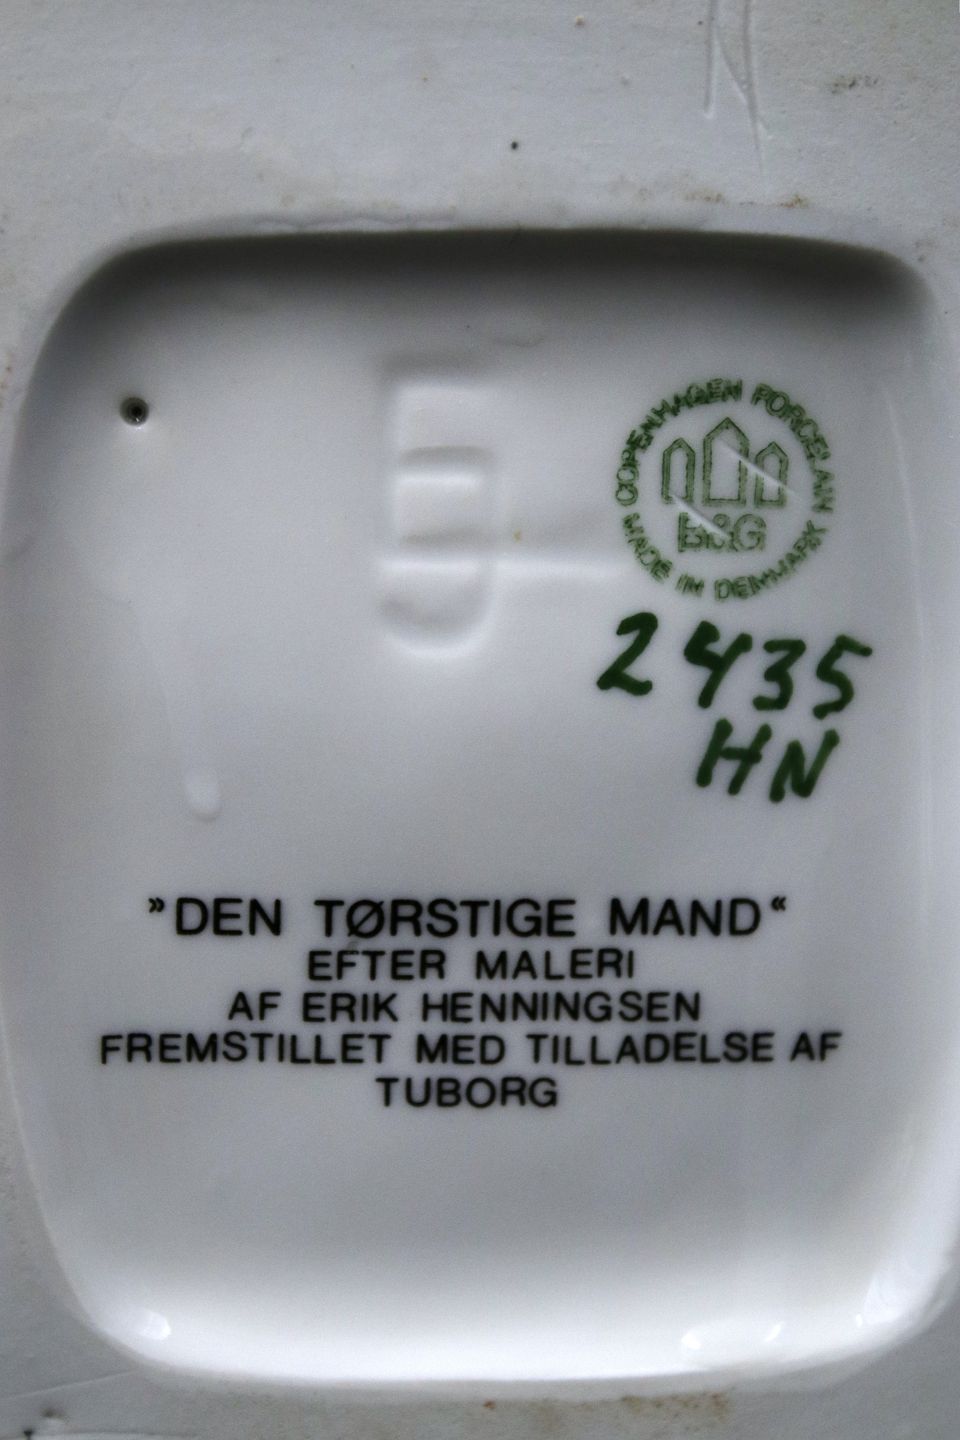 COPENHAGEN PORCELAIN
B&G
MADE IN DENMARK
2435
HN
»DEN TØRSTIGE MAND«
EFTER MALERI
AF ERIK HENNINGSEN
FREMSTILLET MED TILLADELSE AF
TUBORG